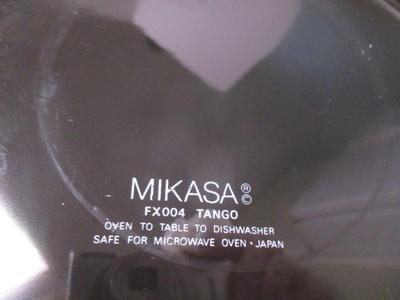 MIKASA ® ©
FX004 TANGO
OVEN TO TABLE TO DISHWASHER
SAFE FOR MICROWAVE OVEN • JAPAN